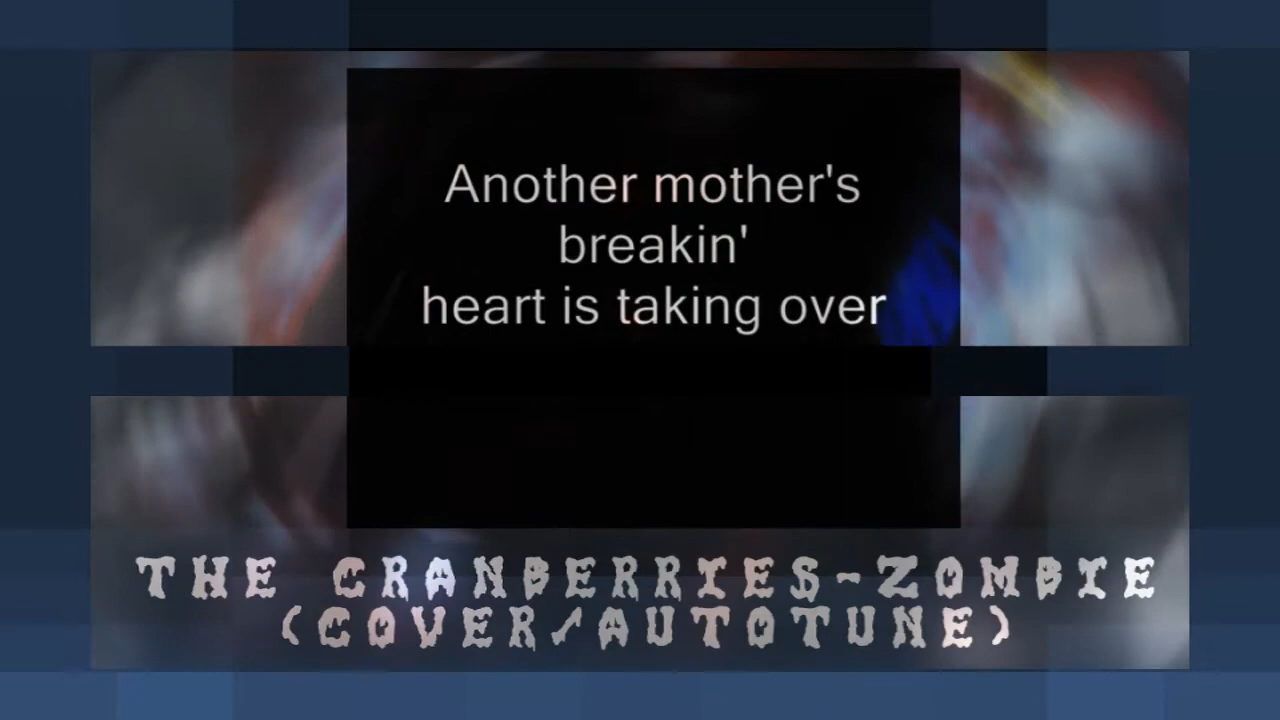 Another mother's
breakin'
heart is taking over
THE CRANBERRIES-ZOMBIE
(COVER/AUTOTUNE)